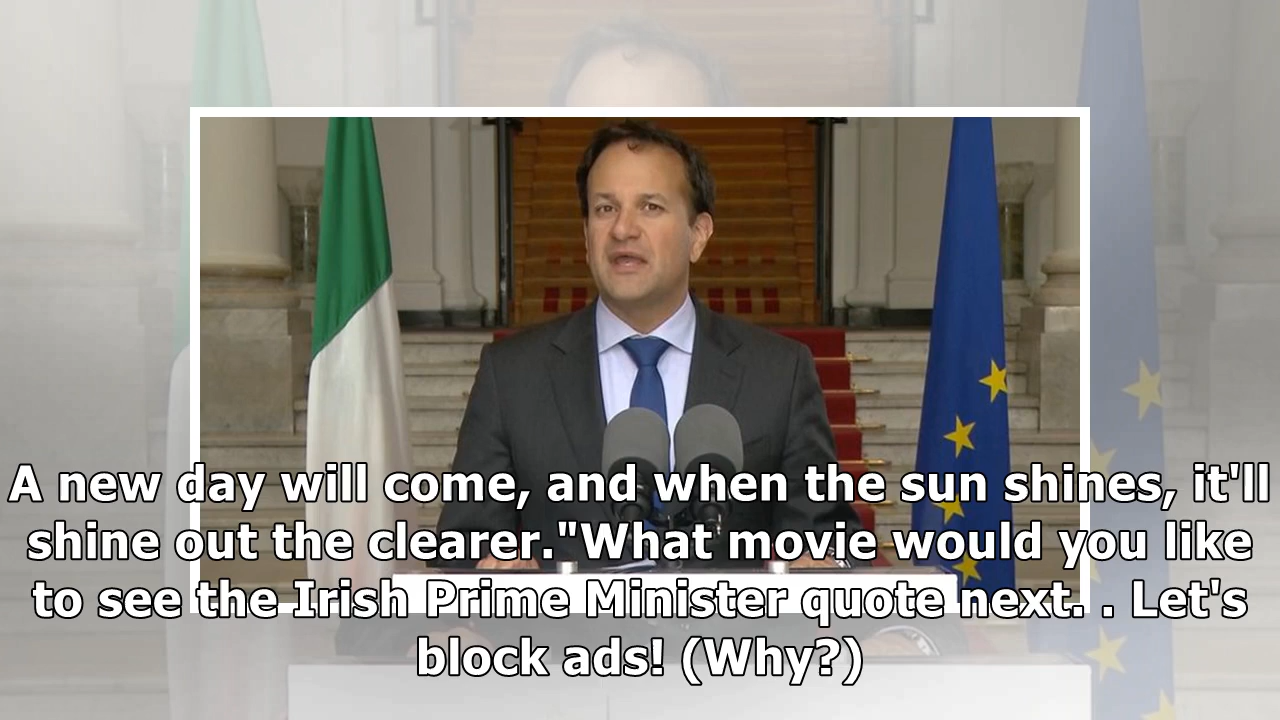 A new day will come, and when the sun shines, it'll
shine out the clearer."What movie would you like
to see the Irish Prime Minister quote next. . Let's
block ads! (Why?)